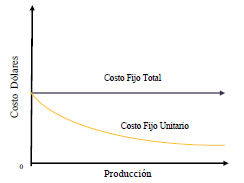 Costo Dólares
Costo Fijo Total
Costo Fijo Unitario
0
Producción